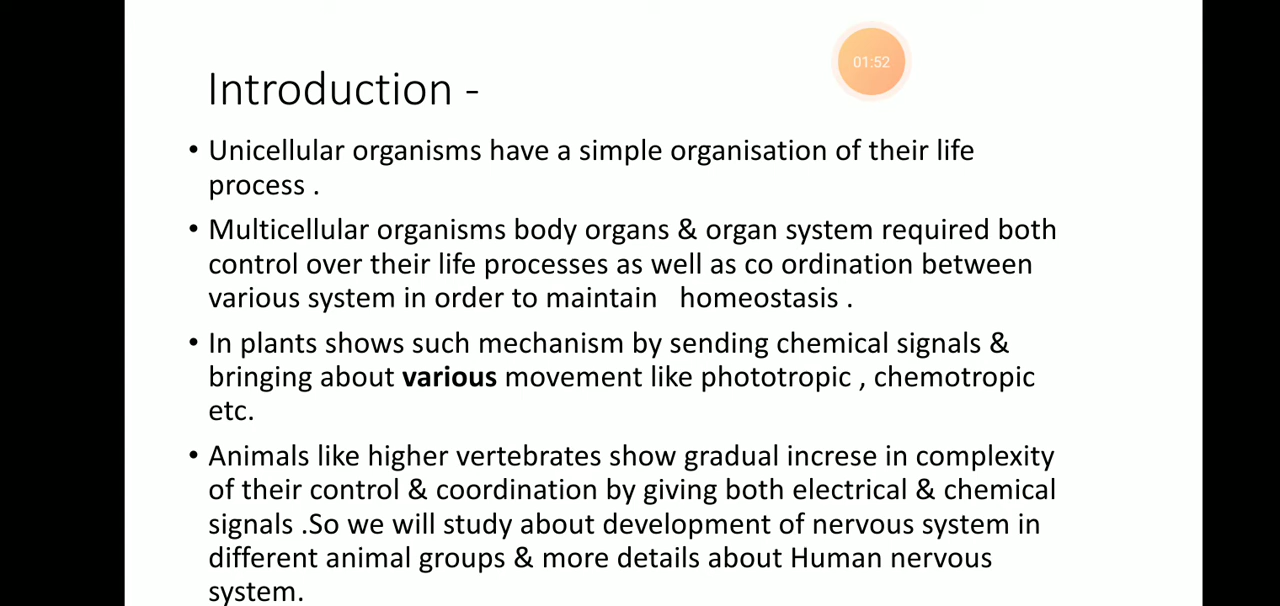 01:52
Introduction -
• Unicellular organisms have a simple organisation of their life
process .
• Multicellular organisms body organs & organ system required both
control over their life processes as well as co ordination between
various system in order to maintain   homeostasis .
• In plants shows such mechanism by sending chemical signals &
bringing about various movement like phototropic , chemotropic
etc.
• Animals like higher vertebrates show gradual increse in complexity
of their control & coordination by giving both electrical & chemical
signals .So we will study about development of nervous system in
different animal groups & more details about Human nervous
system.